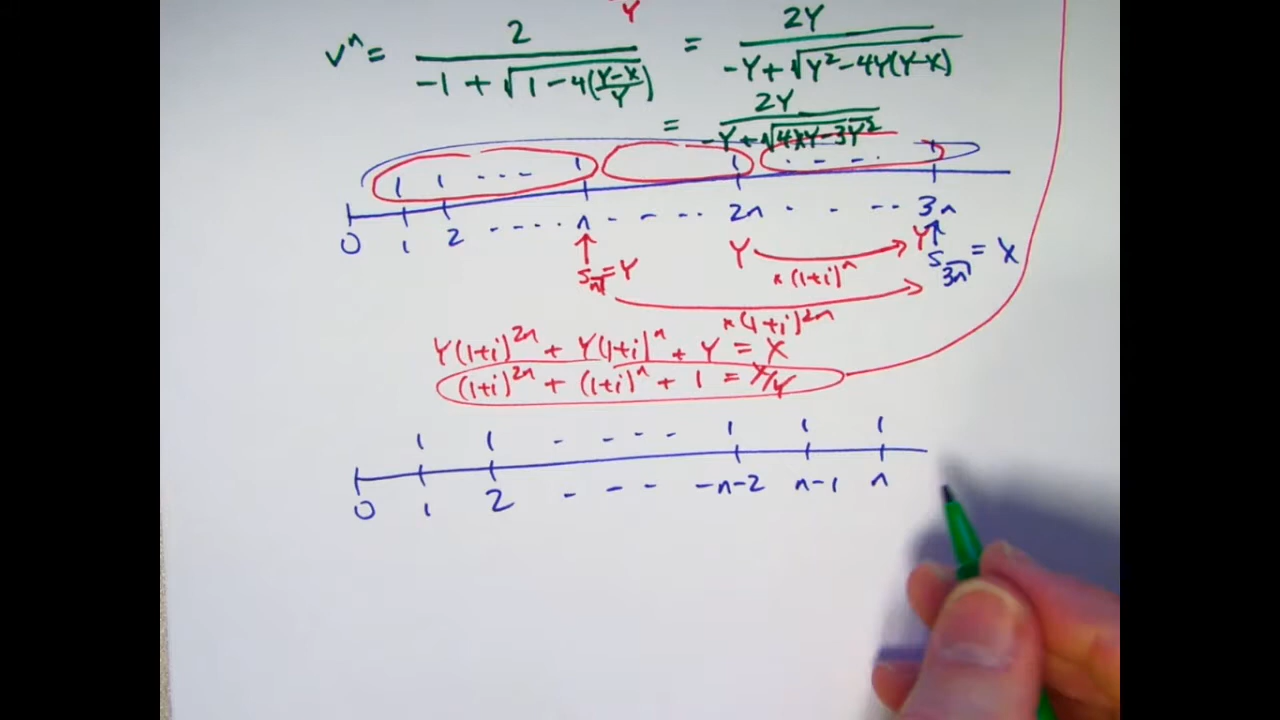 Y
vⁿ = 2 / (-1 + √(1 - 4((Y-X)/Y))) = 2Y / (-Y + √(Y² - 4Y(Y-X)))
= 2Y / (-Y + √(4XY - 3Y²))
1 1 - - - 1 1 - - - 1
0 1 2 - - - - n - - - 2n - - - - 3n
s_n⌉ = Y Y ×(1+i)ⁿ Y s_3n⌉ = X
×(1+i)²ⁿ
Y(1+i)²ⁿ + Y(1+i)ⁿ + Y = X
(1+i)²ⁿ + (1+i)ⁿ + 1 = X/Y
1 1 - - - - 1 1 1
0 1 2 - - - - n-2 n-1 n